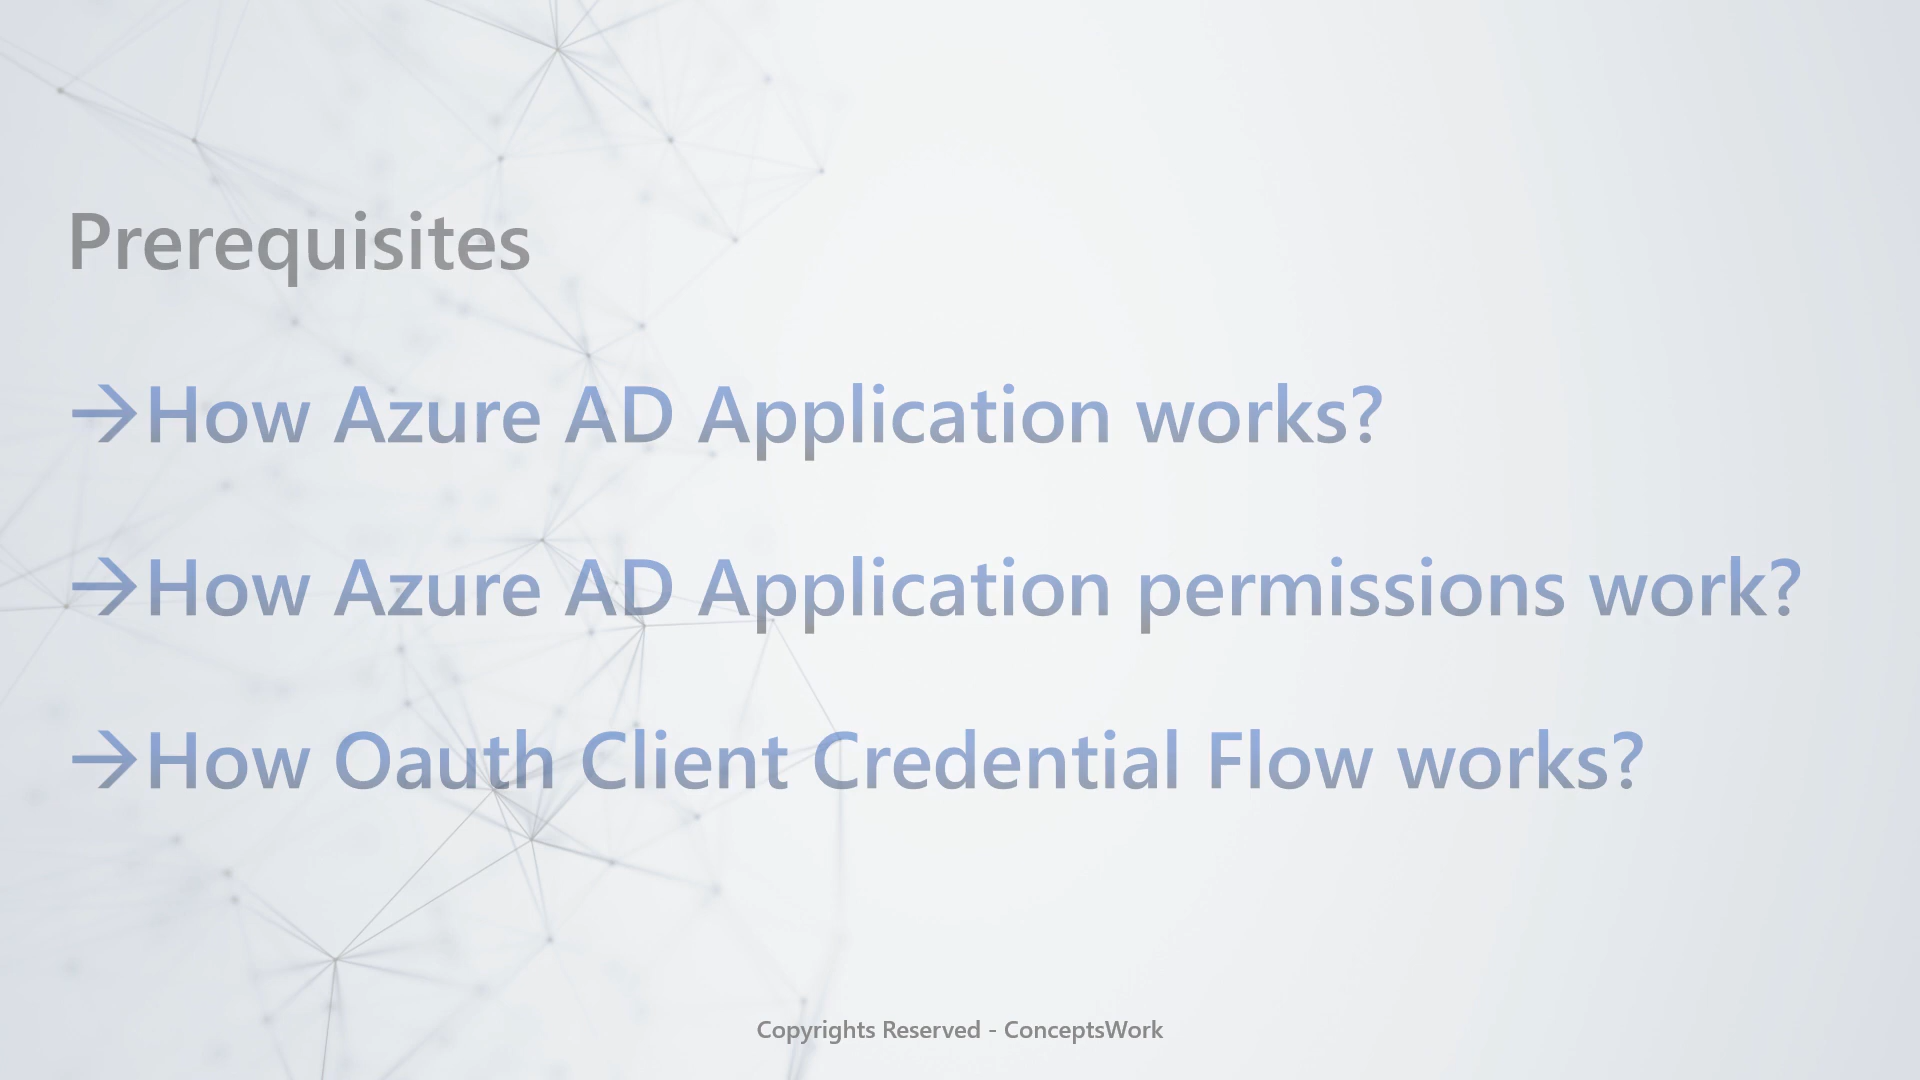 Prerequisites
→How Azure AD Application works?
→How Azure AD Application permissions work?
→How Oauth Client Credential Flow works?
Copyrights Reserved - ConceptsWork